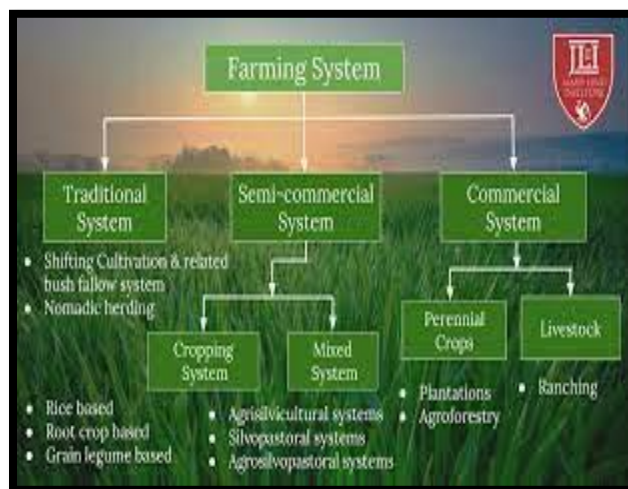 Farming System
Traditional
System
Semi-commercial
System
Commercial
System
Shifting Cultivation & related
bush fallow system
Nomadic herding
Cropping
System
Mixed
System
Perennial
Crops
Livestock
Rice based
Root crop based
Grain legume based
Agrisilvicultural systems
Silvopastoral systems
Agrosilvopastoral systems
Plantations
Agroforestry
Ranching